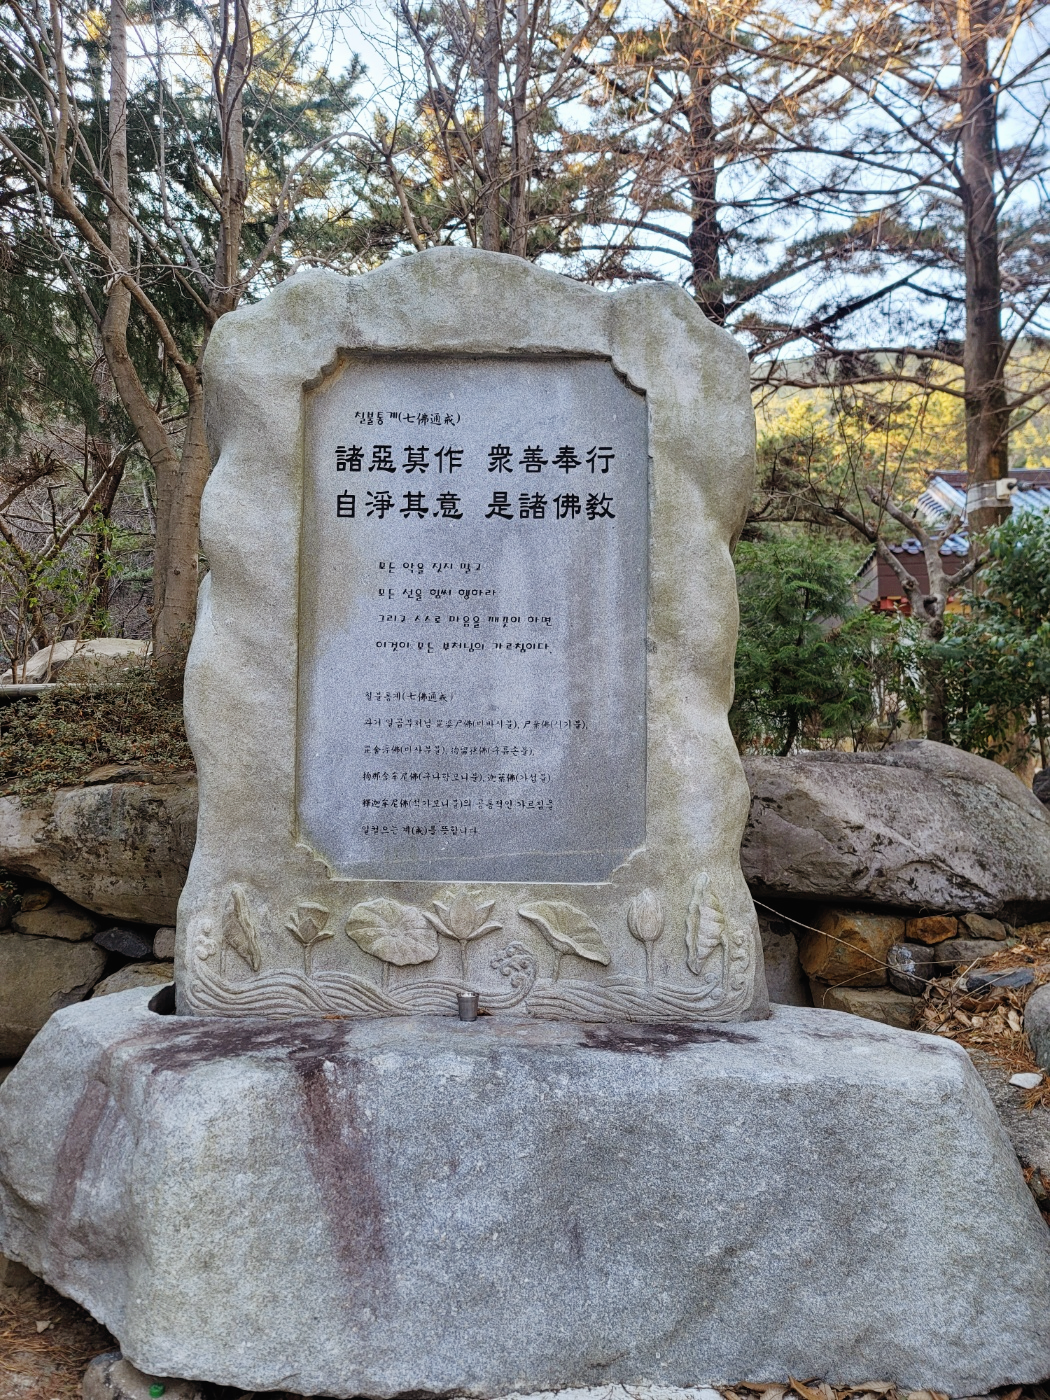 칠불통계(七佛通戒)
諸惡莫作 衆善奉行
自淨其意 是諸佛敎
모든 악을 짓지 말고
모든 선을 힘써 행하라
그리고 스스로 마음을 깨끗이 하면
이것이 모든 부처님의 가르침이다.
칠불통계(七佛通戒)
과거 일곱부처님 毘婆尸佛(비바시불), 尸棄佛(시기불),
毘舍浮佛(비사부불), 拘留孫佛(구류손불),
拘那含牟尼佛(구나함모니불), 迦葉佛(가섭불)
釋迦牟尼佛(석가모니불)의 공통적인 가르침을
일컫으는 계(戒)를 뜻합니다